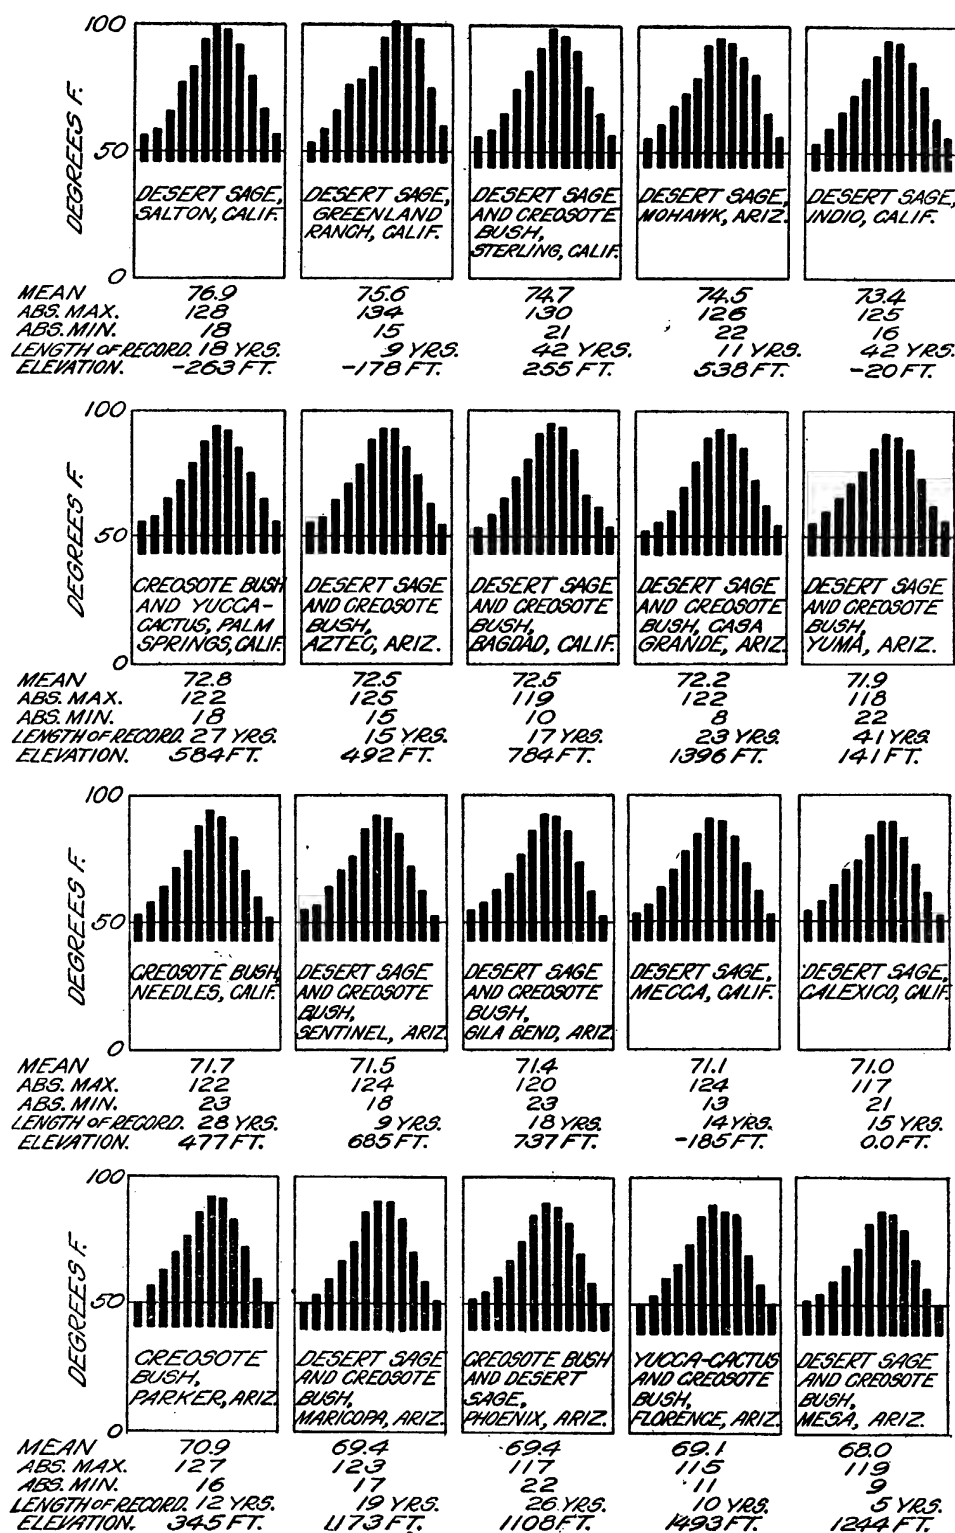 100
50
0
DEGREES F.
DESERT SAGE,
SALTON, CALIF.
DESERT SAGE,
GREENLAND
RANCH, CALIF.
DESERT SAGE
AND CREOSOTE
BUSH,
STERLING, CALIF.
DESERT SAGE,
MOHAWK, ARIZ.
DESERT SAGE,
INDIO, CALIF.
MEAN 76.9 75.6 74.7 74.5 73.4
ABS. MAX. 128 134 130 126 125
ABS. MIN. 18 15 21 22 16
LENGTH OF RECORD. 18 YRS. 9 YRS. 42 YRS. 11 YRS. 42 YRS.
ELEVATION. -263 FT. -178 FT. 255 FT. 538 FT. -20 FT.
100
50
0
DEGREES F.
CREOSOTE BUSH
AND YUCCA-
CACTUS, PALM
SPRINGS, CALIF.
DESERT SAGE
AND CREOSOTE
BUSH,
AZTEC, ARIZ.
DESERT SAGE
AND CREOSOTE
BUSH,
BAGDAD, CALIF.
DESERT SAGE
AND CREOSOTE
BUSH, CASA
GRANDE, ARIZ.
DESERT SAGE
AND CREOSOTE
BUSH,
YUMA, ARIZ.
MEAN 72.8 72.5 72.5 72.2 71.9
ABS. MAX. 122 125 119 122 118
ABS. MIN. 18 15 10 8 22
LENGTH OF RECORD. 27 YRS. 15 YRS. 17 YRS. 23 YRS. 41 YRS.
ELEVATION. 584 FT. 492 FT. 784 FT. 1396 FT. 141 FT.
100
50
0
DEGREES F.
CREOSOTE BUSH,
NEEDLES, CALIF.
DESERT SAGE
AND CREOSOTE
BUSH,
SENTINEL, ARIZ.
DESERT SAGE
AND CREOSOTE
BUSH,
GILA BEND, ARIZ.
DESERT SAGE,
MECCA, CALIF.
DESERT SAGE,
CALEXICO, CALIF.
MEAN 71.7 71.5 71.4 71.1 71.0
ABS. MAX. 122 124 120 124 117
ABS. MIN. 23 18 23 13 21
LENGTH OF RECORD. 28 YRS. 9 YRS. 18 YRS. 14 YRS. 15 YRS.
ELEVATION. 477 FT. 685 FT. 737 FT. -185 FT. 0.0 FT.
100
50
0
DEGREES F.
CREOSOTE
BUSH,
PARKER, ARIZ.
DESERT SAGE
AND CREOSOTE
BUSH,
MARICOPA, ARIZ.
CREOSOTE BUSH
AND DESERT
SAGE,
PHOENIX, ARIZ.
YUCCA-CACTUS
AND CREOSOTE
BUSH,
FLORENCE, ARIZ.
DESERT SAGE
AND CREOSOTE
BUSH,
MESA, ARIZ.
MEAN 70.9 69.4 69.4 69.1 68.0
ABS. MAX. 127 123 117 115 119
ABS. MIN. 16 17 22 11 9
LENGTH OF RECORD. 12 YRS. 19 YRS. 26 YRS. 10 YRS. 5 YRS.
ELEVATION. 345 FT. 1173 FT. 1108 FT. 1493 FT. 1244 FT.